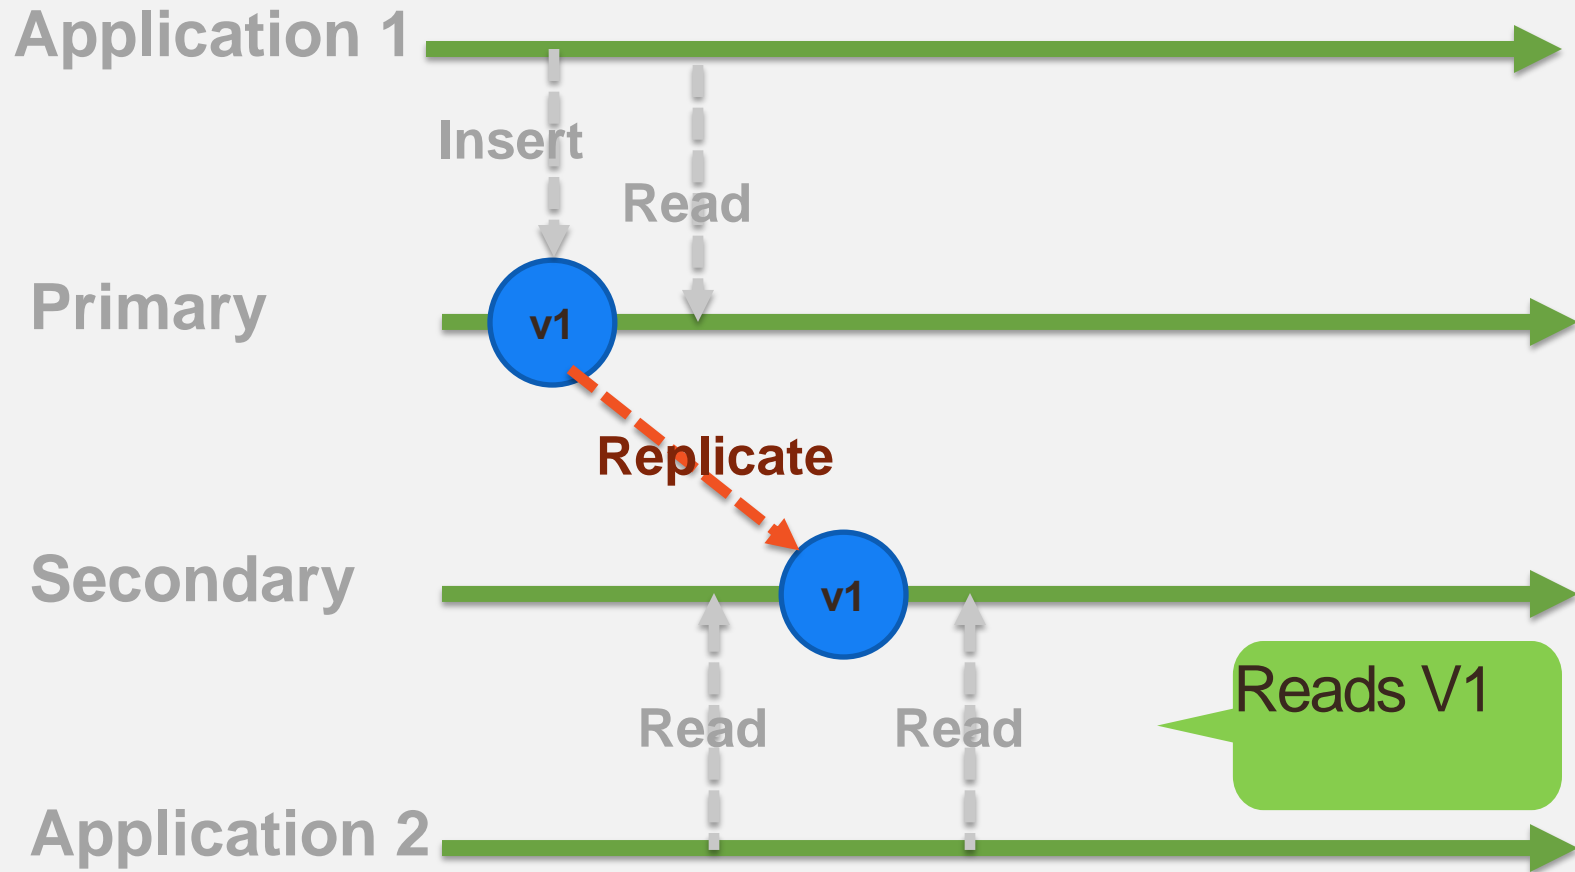 Application 1
Insert
Read
Primary
v1
Replicate
Secondary
v1
Read
Read
Reads V1
Application 2